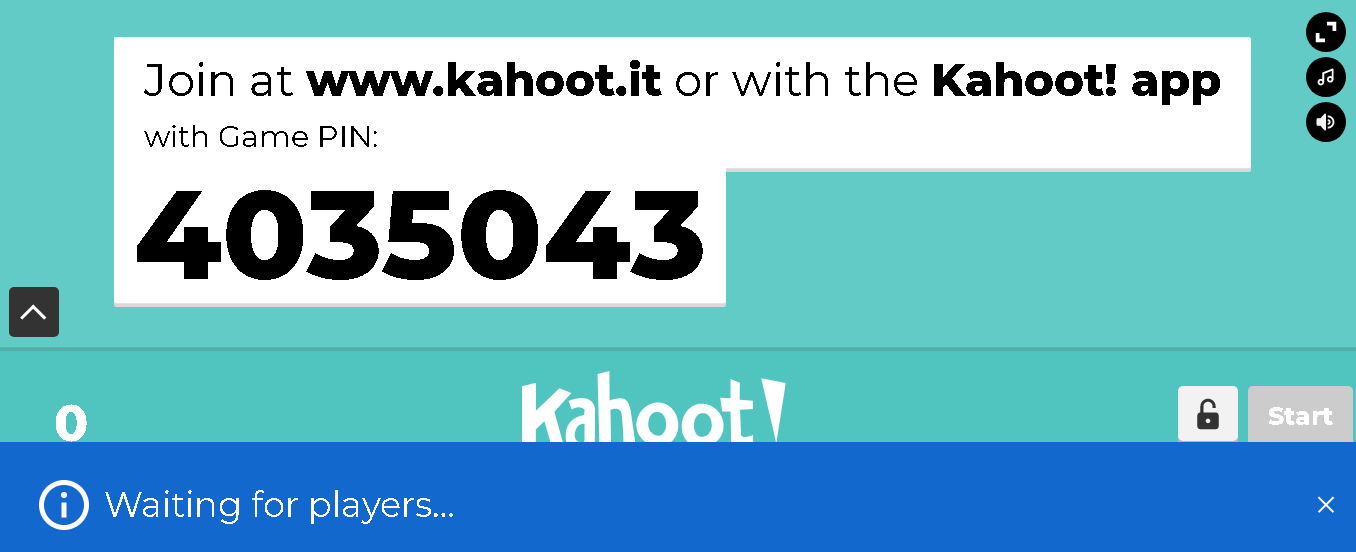 Join at www.kahoot.it or with the Kahoot! app
with Game PIN:
4035043
0
Kahoot!
Start
Waiting for players...